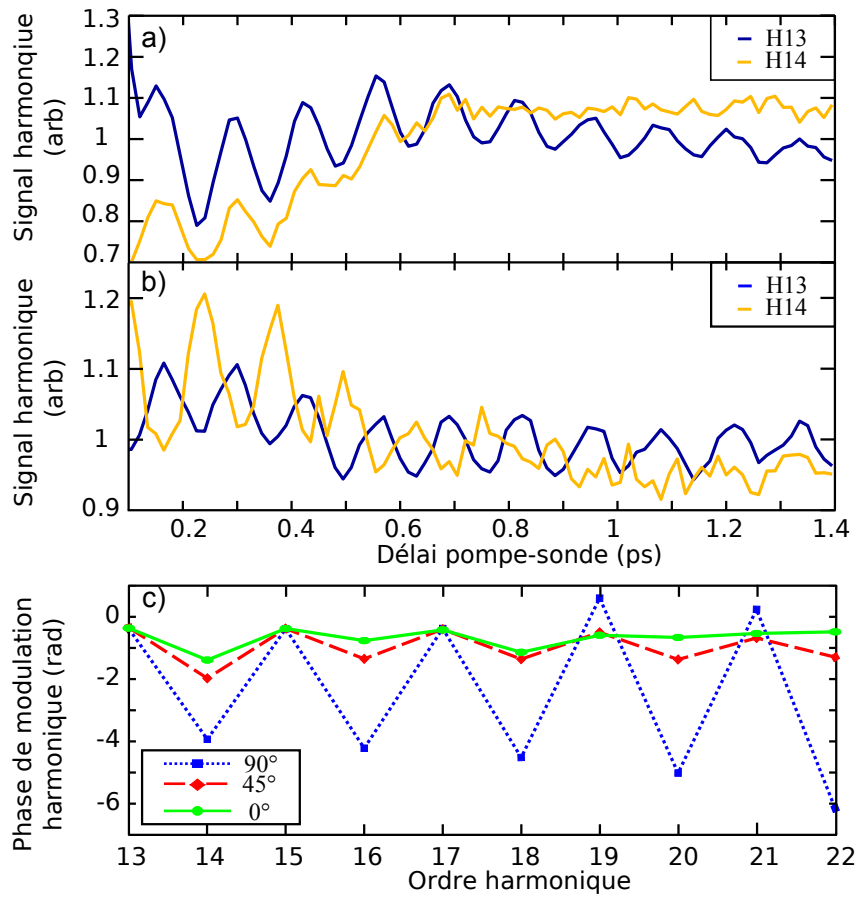 a)
1.3
1.2
1.1
1
0.9
0.8
0.7
Signal harmonqiue
(arb)
H13
H14
b)
1.2
1.1
1
0.9
Signal harmonique
(arb)
H13
H14
0.2
0.4
0.6
0.8
1
1.2
1.4
Délai pompe-sonde (ps)
c)
0
-2
-4
-6
Phase de modulation
harmonique (rad)
90°
45°
0°
13
14
15
16
17
18
19
20
21
22
Ordre harmonique